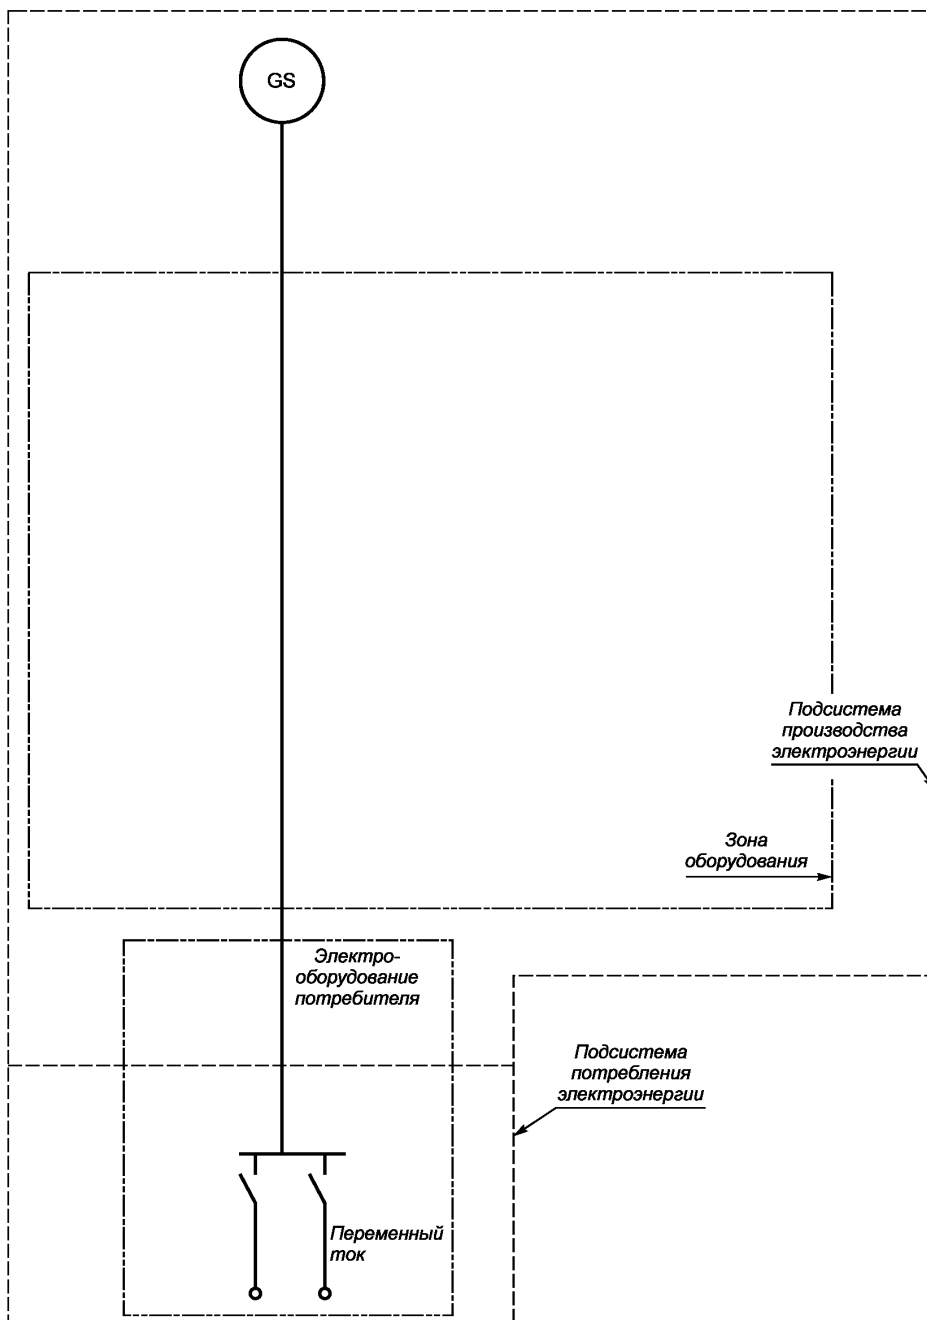 GS
Подсистема
производства
электроэнергии
Зона
оборудования
Электро-
оборудование
потребителя
Подсистема
потребления
электроэнергии
Переменный
ток